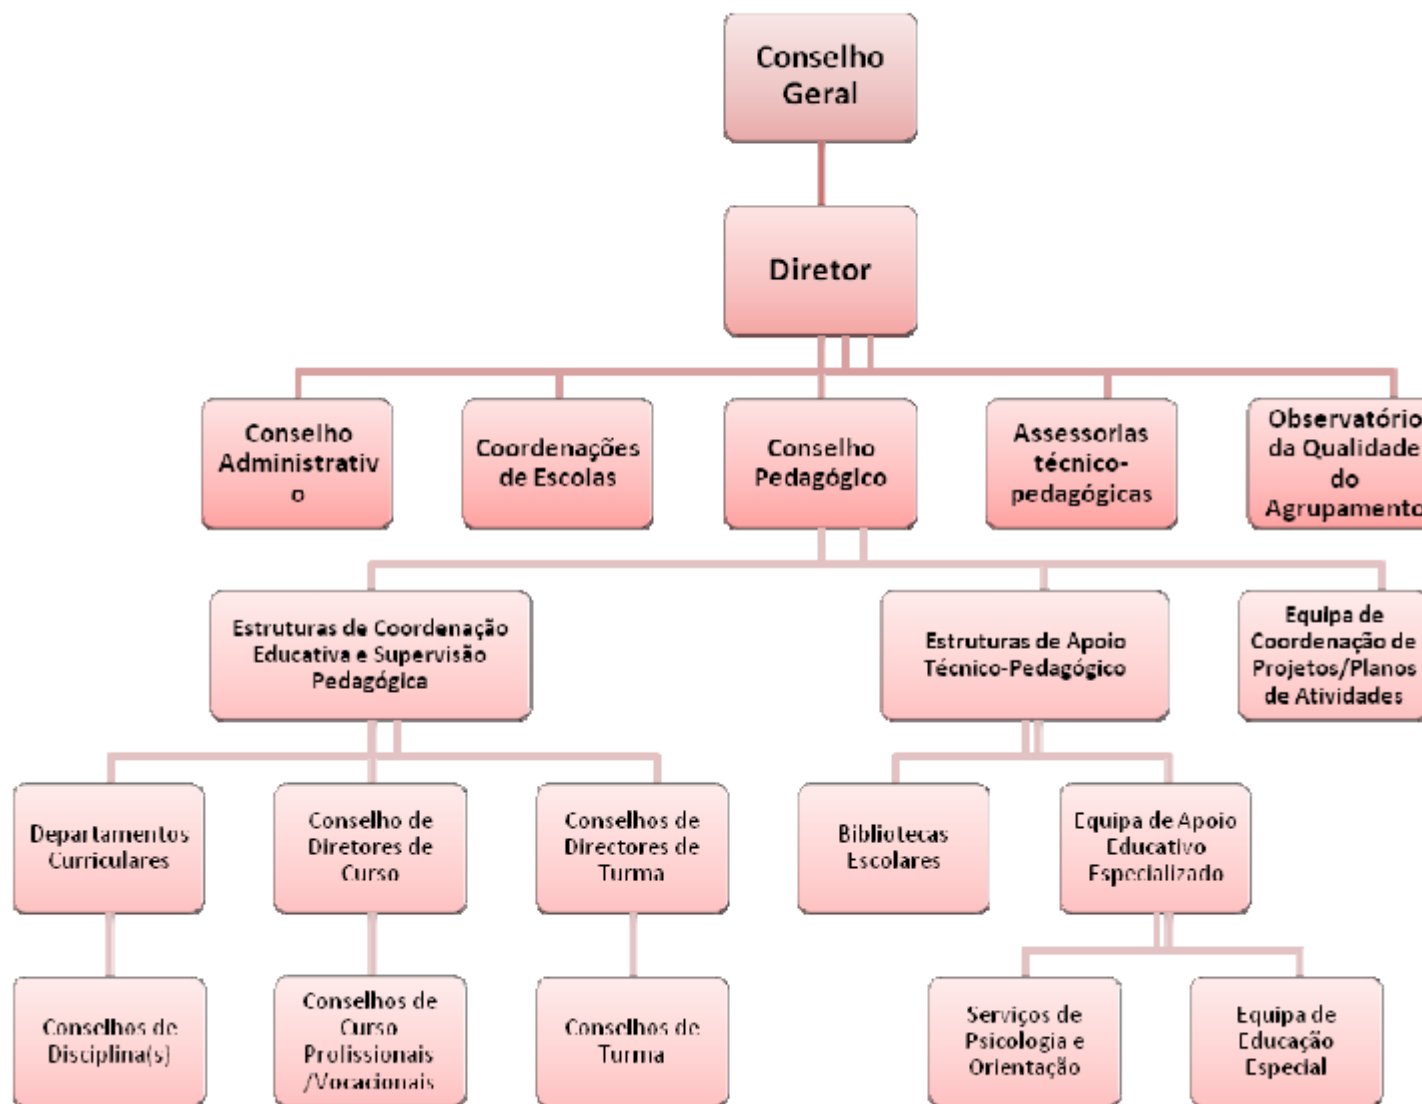 Conselho
Geral
Diretor
Conselho
Administrativ
o
Coordenações
de Escolas
Conselho
Pedagógico
Assessorias
técnico-
pedagógicas
Observatório
da Qualidade
do
Agrupamento
Estruturas de Coordenação
Educativa e Supervisão
Pedagógica
Estruturas de Apoio
Técnico-Pedagógico
Equipa de
Coordenação de
Projetos/Planos
de Atividades
Departamentos
Curriculares
Conselho de
Diretores de
Curso
Conselhos de
Directores de
Turma
Bibliotecas
Escolares
Equipa de Apoio
Educativo
Especializado
Conselhos de
Disciplina(s)
Conselhos de
Curso
Profissionais
/Vocacionais
Conselhos de
Turma
Serviços de
Psicologia e
Orientação
Equipa de
Educação
Especial